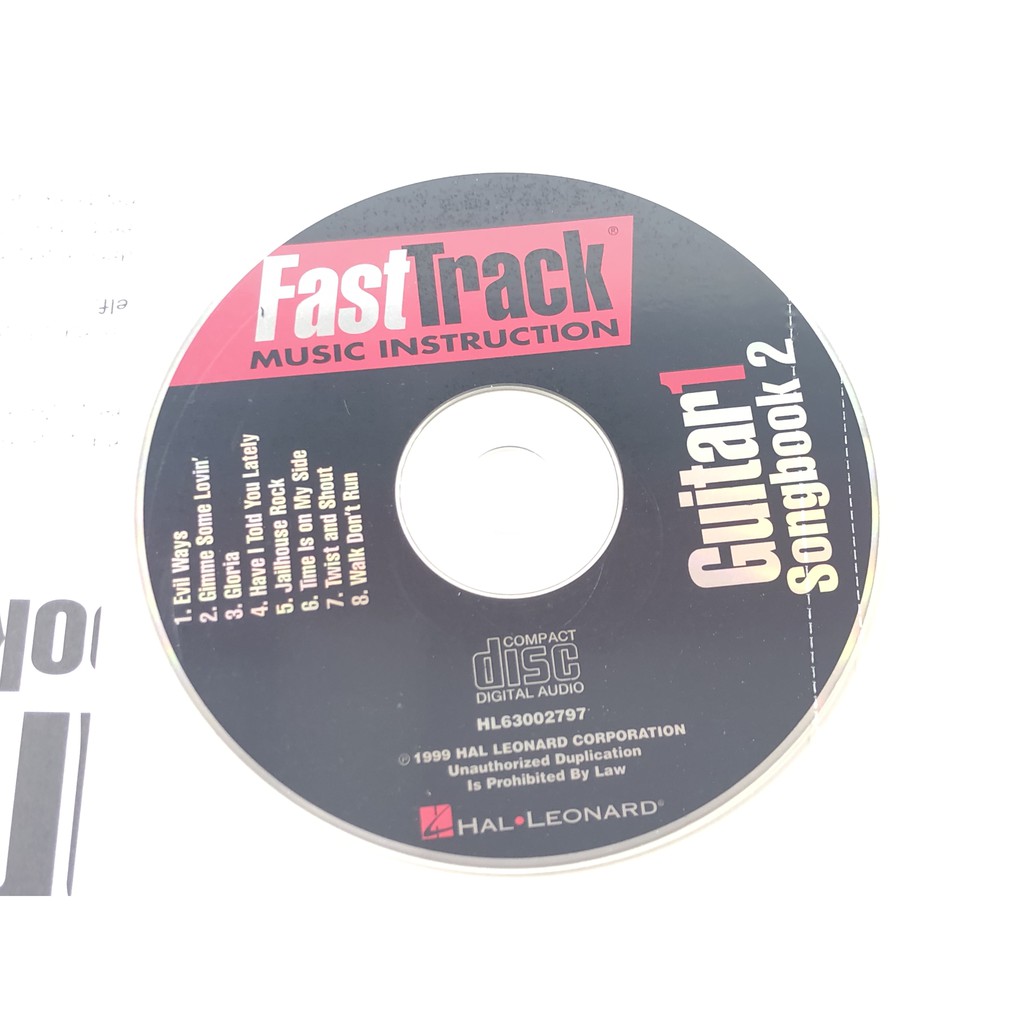 FastTrack®
MUSIC INSTRUCTION
Guitar 1
Songbook 2
1. Evil Ways
2. Gimme Some Lovin'
3. Gloria
4. Have I Told You Lately
5. Jailhouse Rock
6. Time Is on My Side
7. Twist and Shout
8. Walk Don't Run
COMPACT
disc
DIGITAL AUDIO
HL63002797
℗ 1999 HAL LEONARD CORPORATION
Unauthorized Duplication
Is Prohibited By Law
HAL•LEONARD®
elf